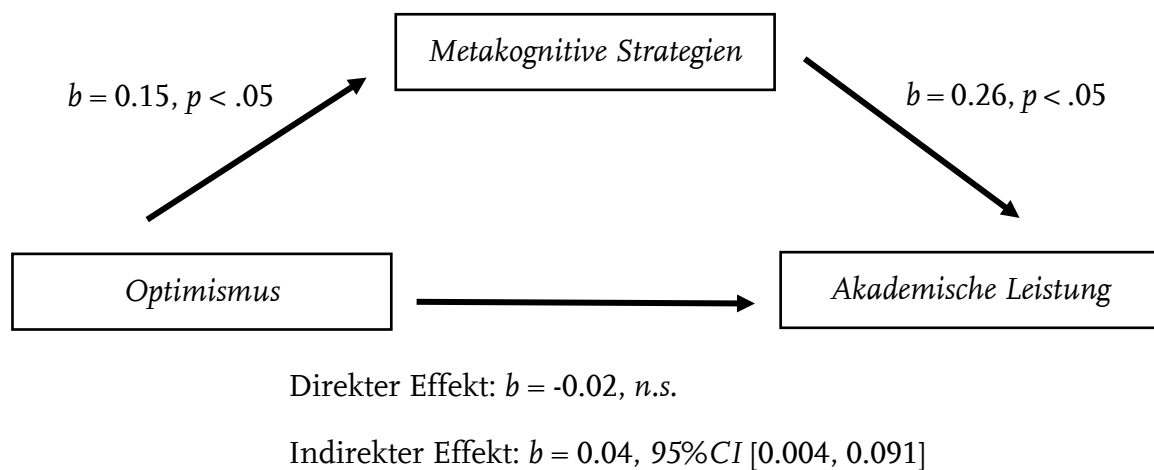 Metakognitive Strategien
b = 0.15, p < .05
b = 0.26, p < .05
Optimismus
Akademische Leistung
Direkter Effekt: b = -0.02, n.s.
Indirekter Effekt: b = 0.04, 95%CI [0.004, 0.091]